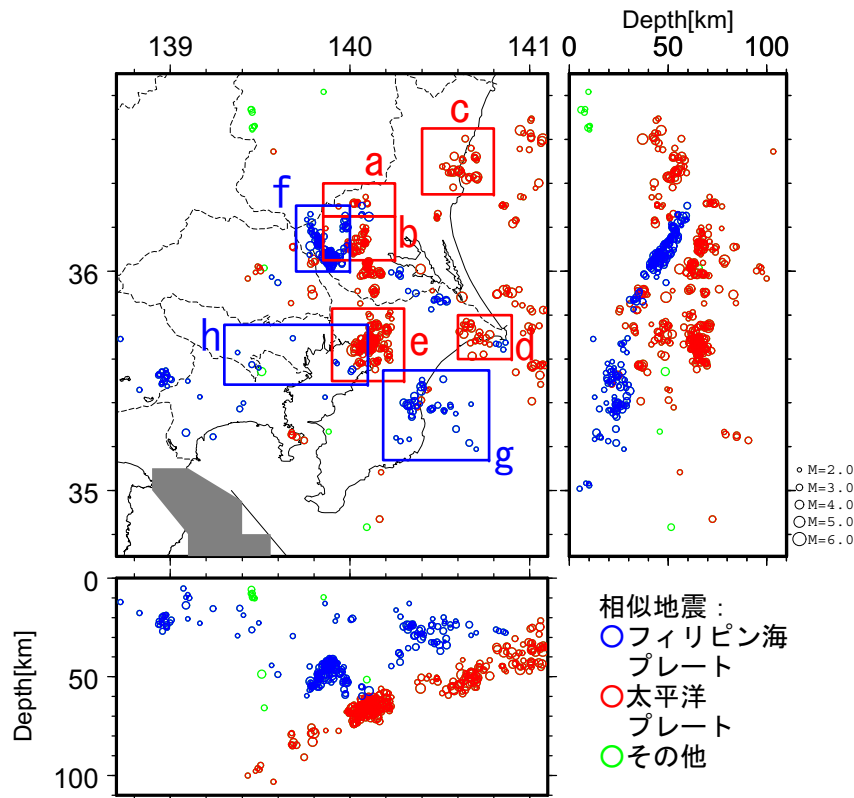 Depth[km]
139 140 141 0 50 100
c
a
f
b
36
h
e
d
g
35
M=2.0
M=3.0
M=4.0
M=5.0
M=6.0
0
50
100
Depth[km]
相似地震：
フィリピン海
プレート
太平洋
プレート
その他